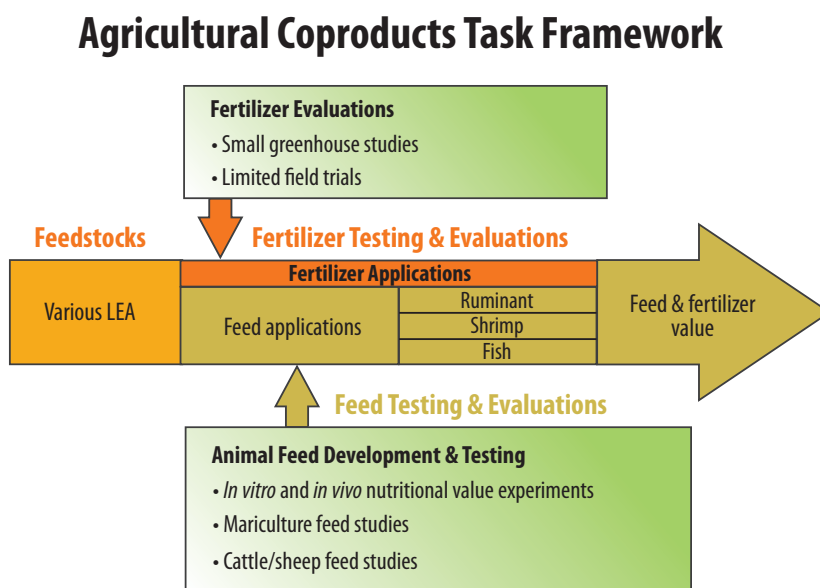 Agricultural Coproducts Task Framework
Fertilizer Evaluations
• Small greenhouse studies
• Limited field trials
Feedstocks
Fertilizer Testing & Evaluations
Fertilizer Applications
Various LEA
Feed applications
Ruminant
Shrimp
Fish
Feed & fertilizer
value
Feed Testing & Evaluations
Animal Feed Development & Testing
• In vitro and in vivo nutritional value experiments
• Mariculture feed studies
• Cattle/sheep feed studies